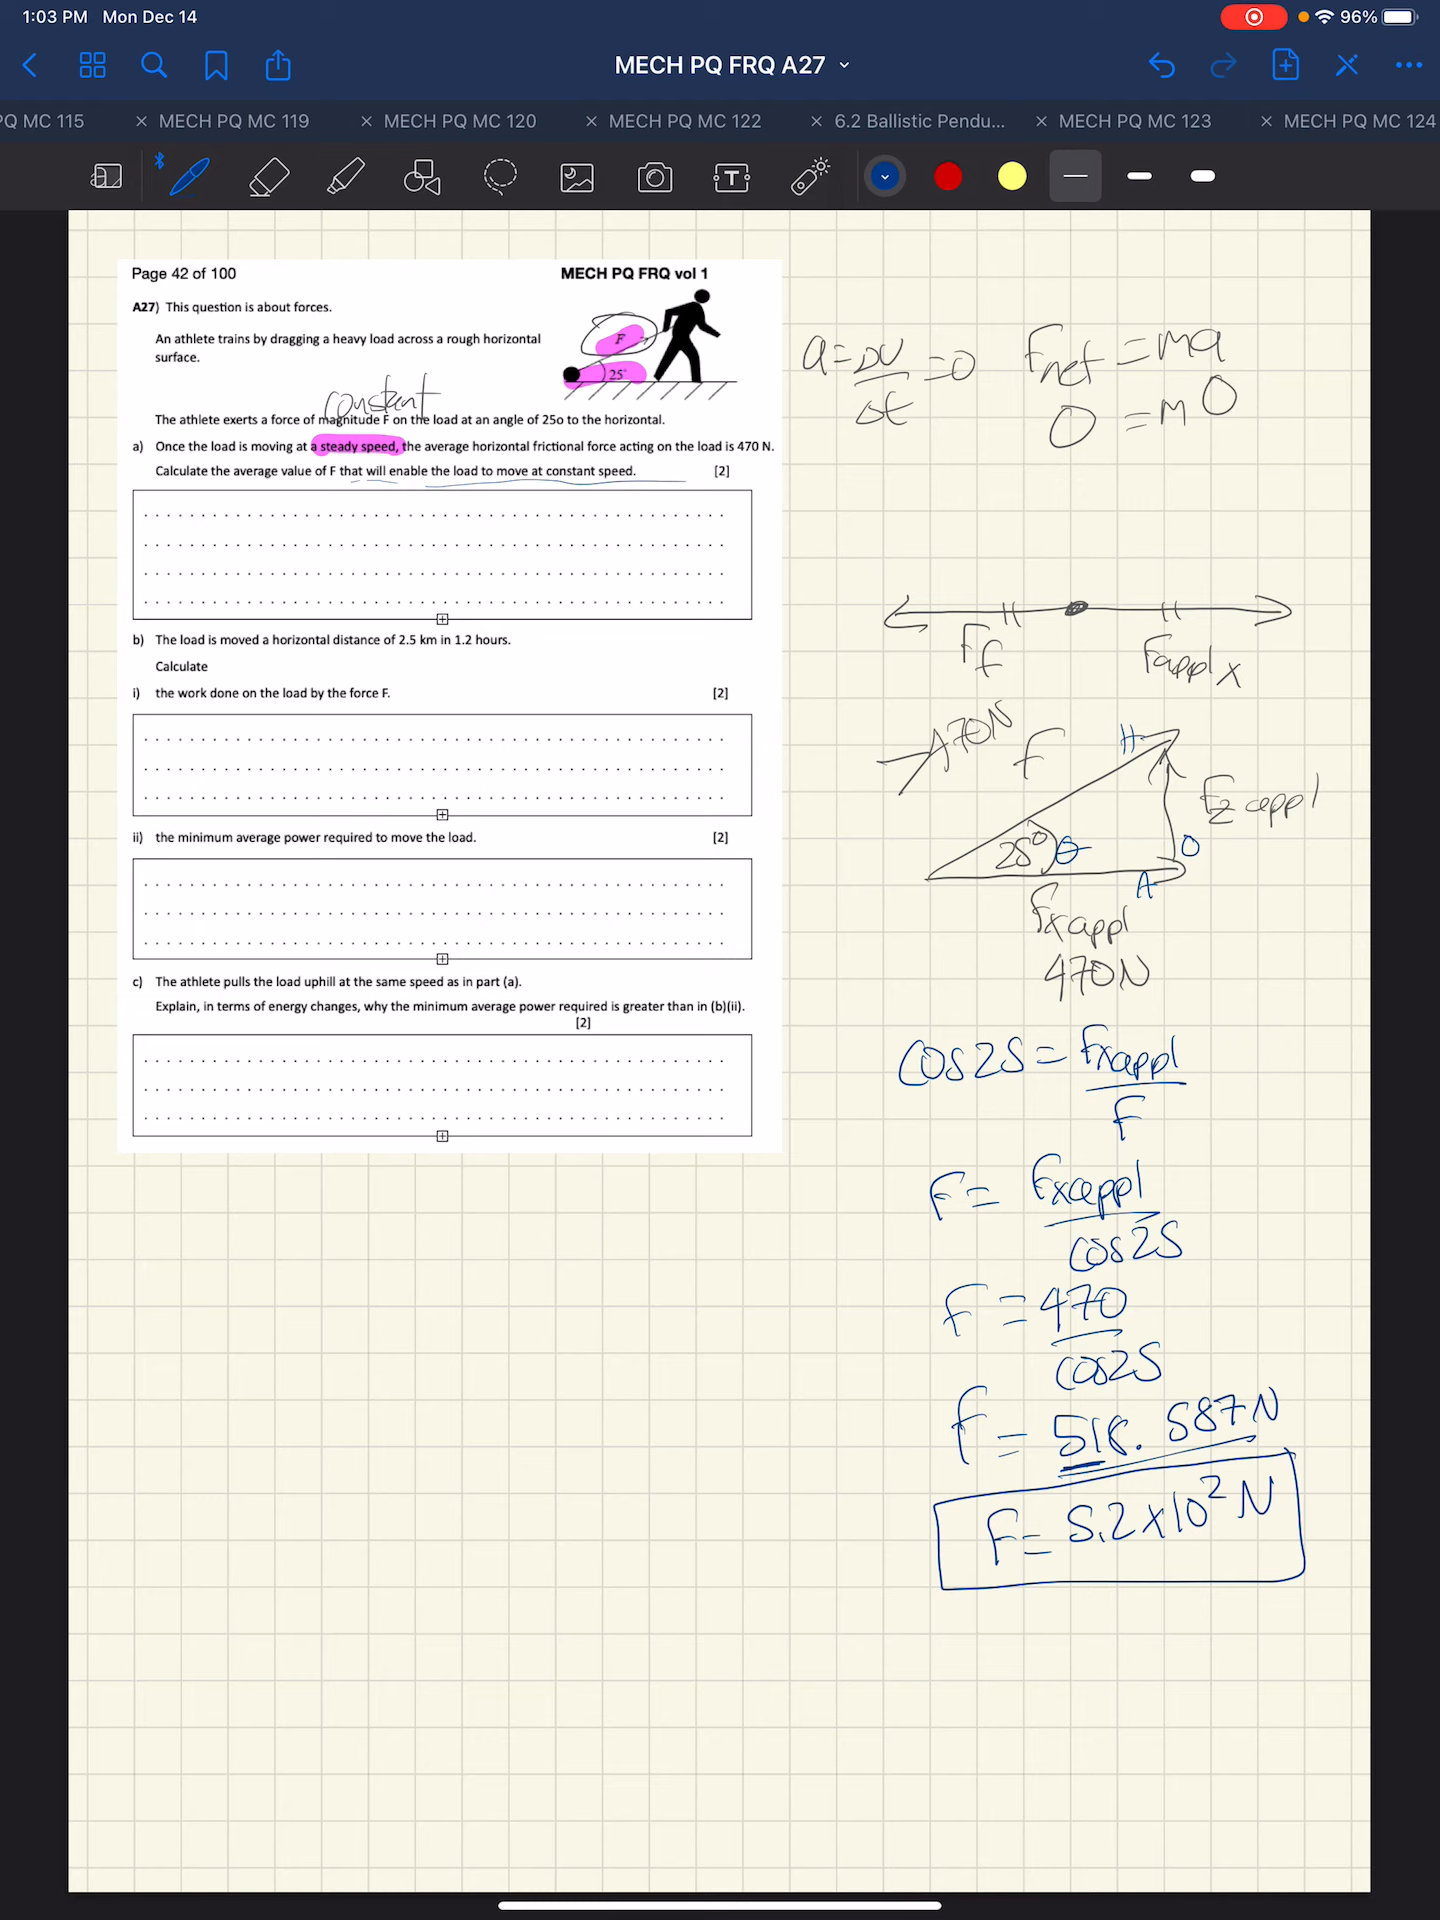 1:03 PM Mon Dec 14
96%
MECH PQ FRQ A27
PQ MC 115
× MECH PQ MC 119
× MECH PQ MC 120
× MECH PQ MC 122
× 6.2 Ballistic Pendu...
× MECH PQ MC 123
× MECH PQ MC 124
T
Page 42 of 100
MECH PQ FRQ vol 1
A27) This question is about forces.
An athlete trains by dragging a heavy load across a rough horizontal
surface.
F
25°
constant
The athlete exerts a force of magnitude F on the load at an angle of 25o to the horizontal.
a) Once the load is moving at a steady speed, the average horizontal frictional force acting on the load is 470 N.
Calculate the average value of F that will enable the load to move at constant speed. [2]
b) The load is moved a horizontal distance of 2.5 km in 1.2 hours.
Calculate
i) the work done on the load by the force F. [2]
ii) the minimum average power required to move the load. [2]
c) The athlete pulls the load uphill at the same speed as in part (a).
Explain, in terms of energy changes, why the minimum average power required is greater than in (b)(ii).
[2]
a = Δv/Δt = 0
Fnet = ma
0 = m 0
Ff
Fappl x
470N
F
H
25°
θ
O
A
Fz appl
Fx appl
470N
cos25 = Fxappl/F
F = Fxappl/cos25
F = 470/cos25
F = 518.587N
F = 5.2×10² N